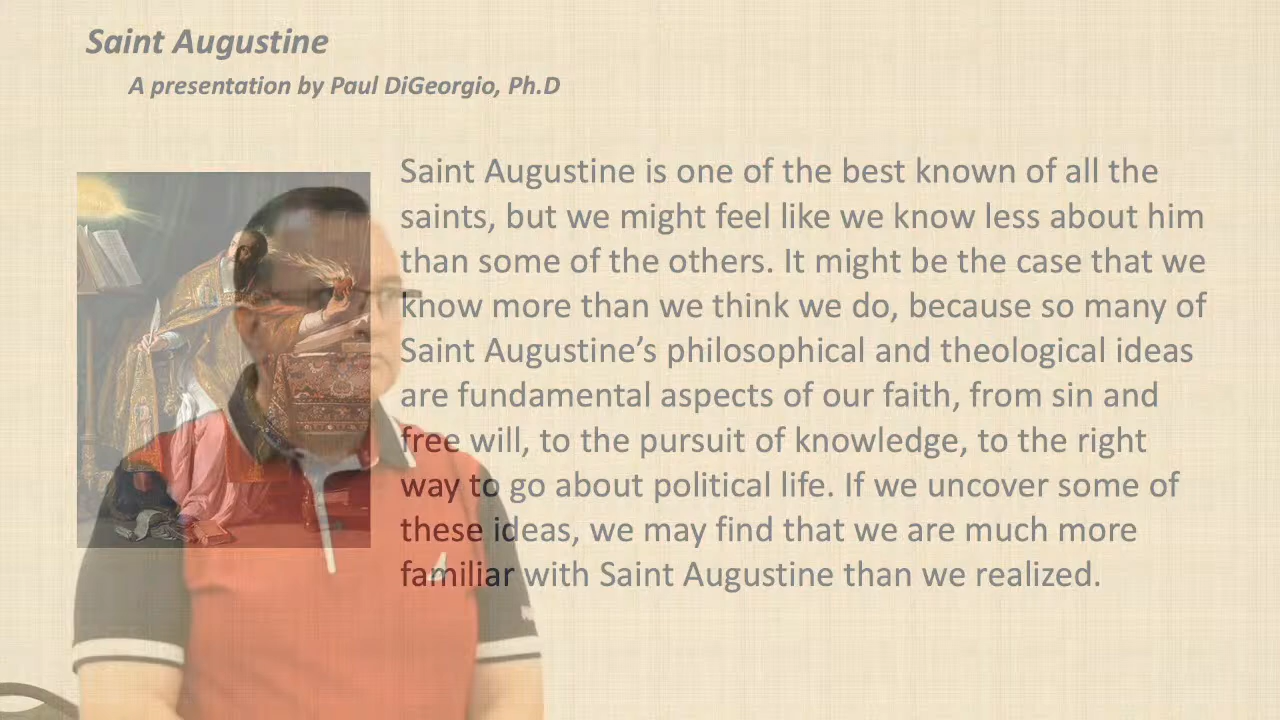 Saint Augustine
A presentation by Paul DiGeorgio, Ph.D
Saint Augustine is one of the best known of all the
saints, but we might feel like we know less about him
than some of the others. It might be the case that we
know more than we think we do, because so many of
Saint Augustine’s philosophical and theological ideas
are fundamental aspects of our faith, from sin and
free will, to the pursuit of knowledge, to the right
way to go about political life. If we uncover some of
these ideas, we may find that we are much more
familiar with Saint Augustine than we realized.